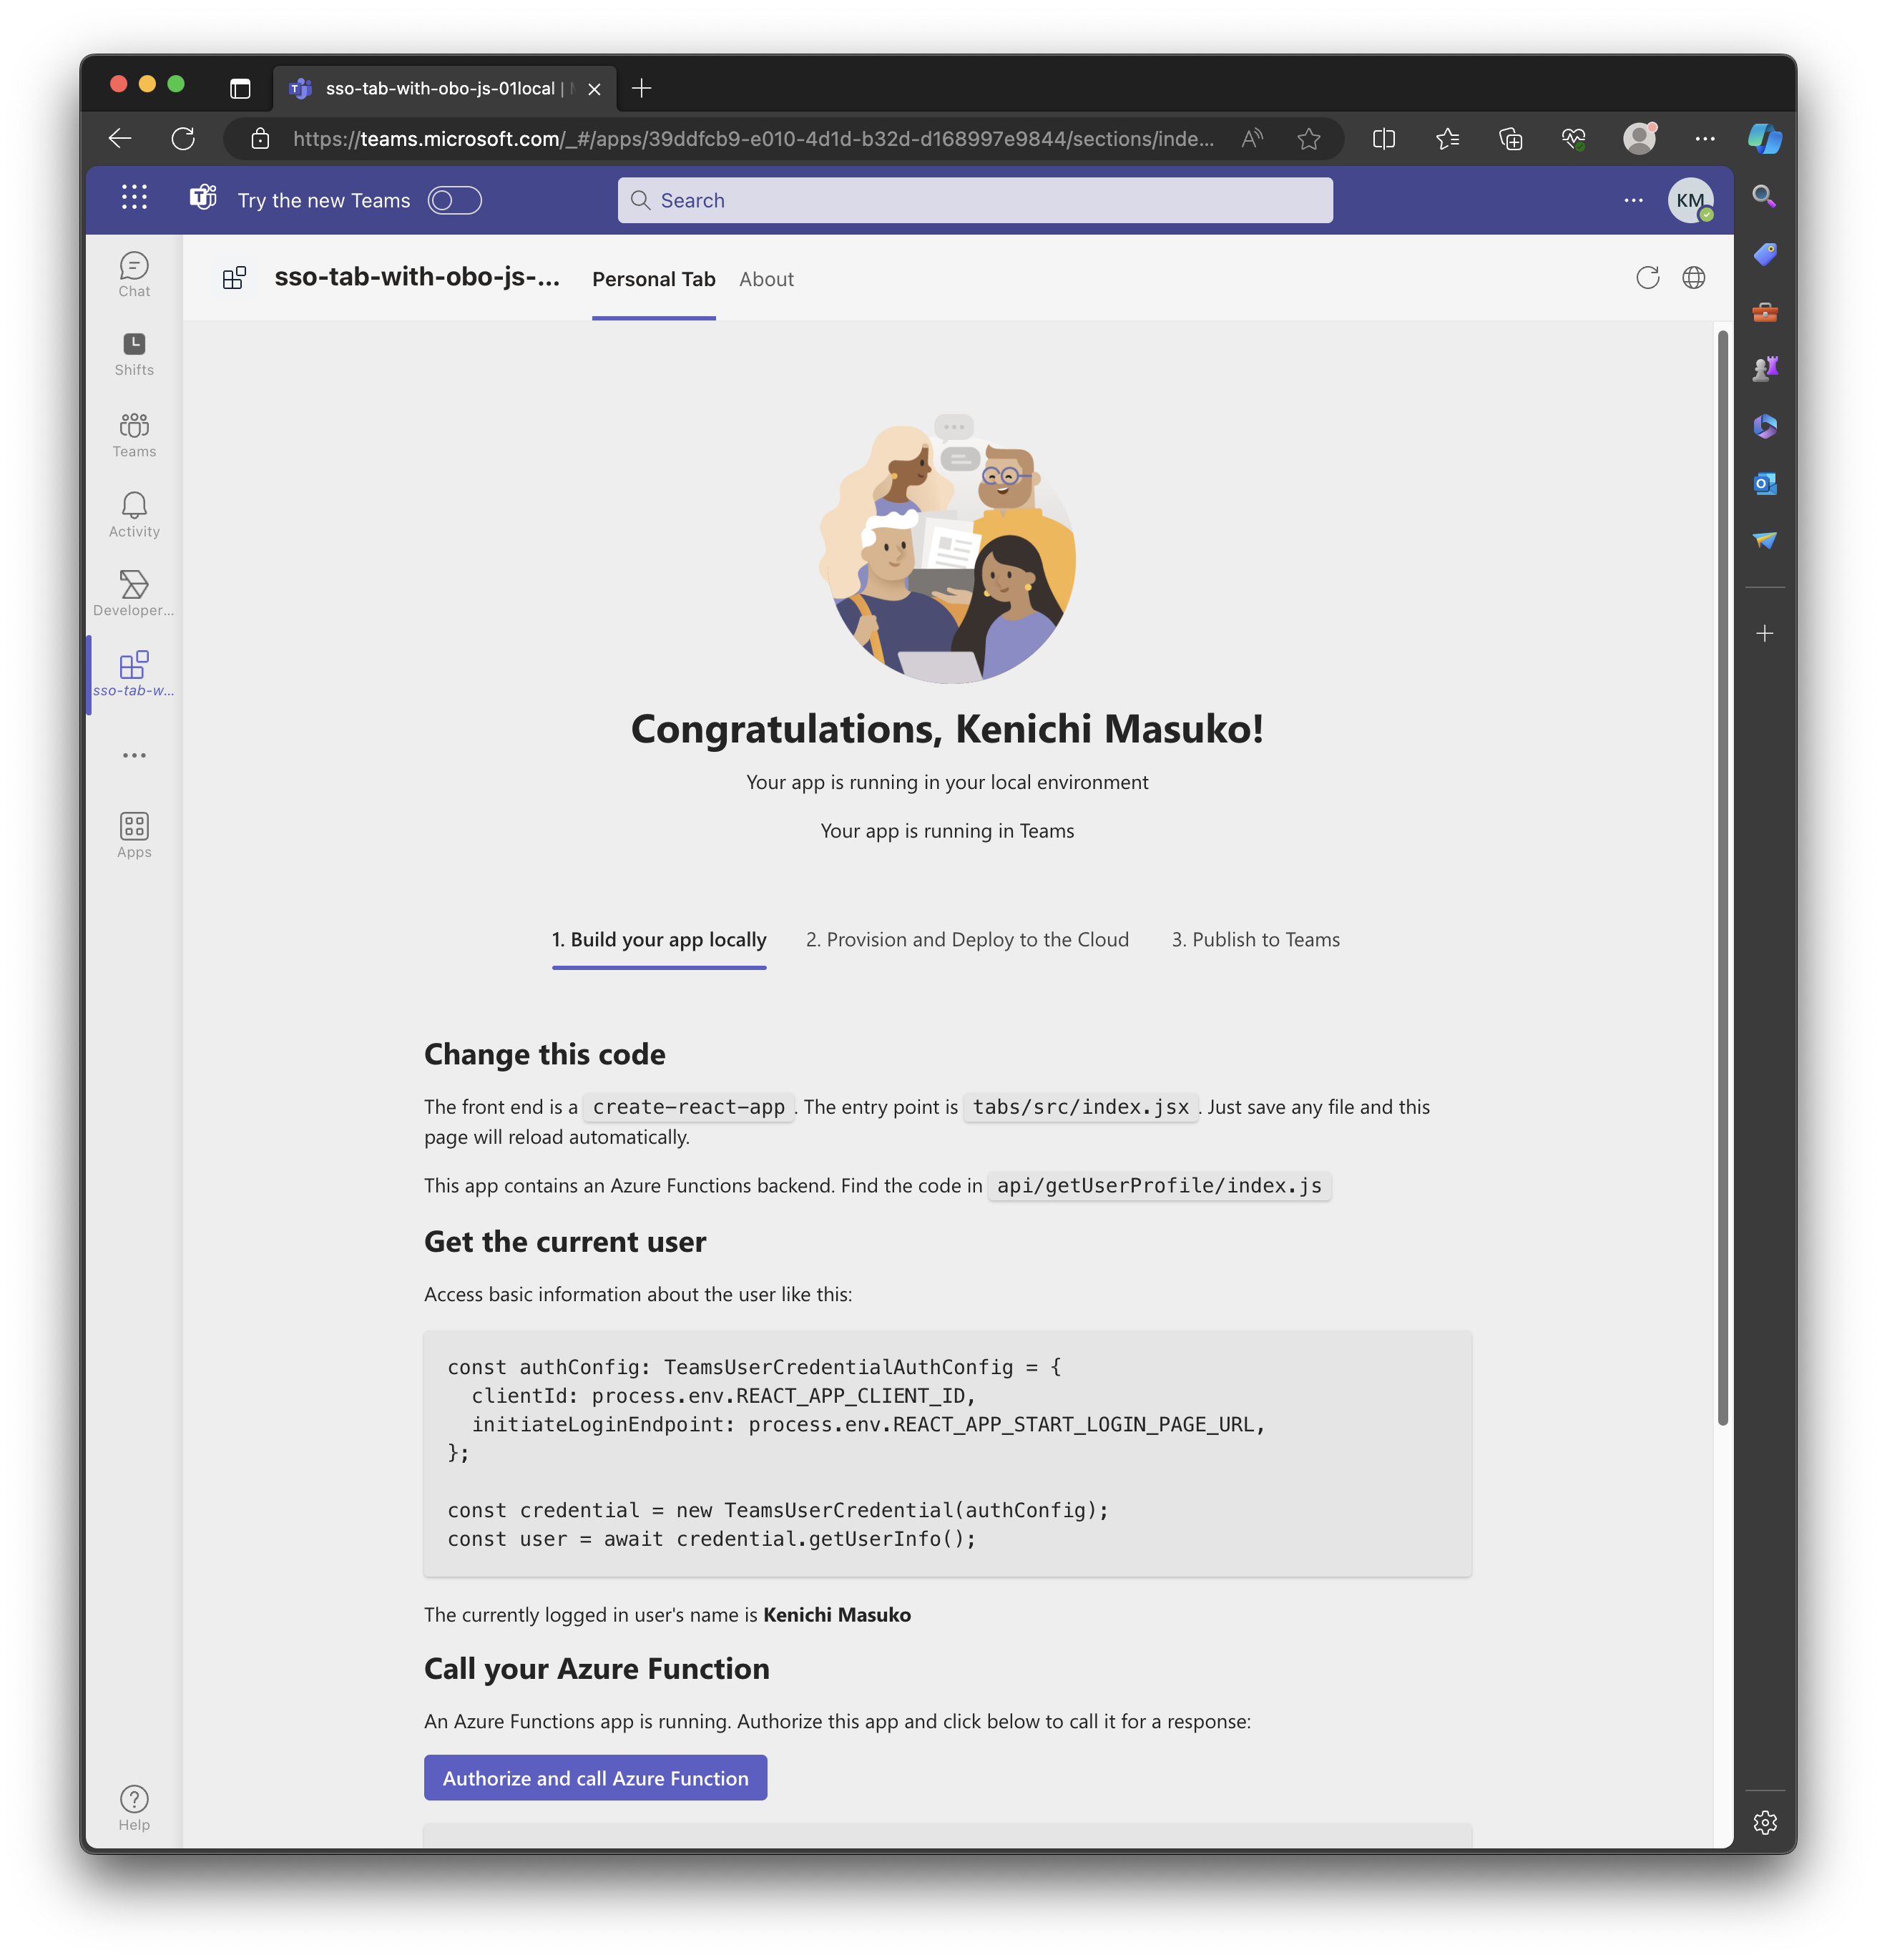 sso-tab-with-obo-js-01local |
https://teams.microsoft.com/_#/apps/39ddfcb9-e010-4d1d-b32d-d168997e9844/sections/inde...
Try the new Teams
Search
KM
Chat
Shifts
Teams
Activity
Developer...
sso-tab-w...
Apps
Help
sso-tab-with-obo-js-...
Personal Tab
About
Congratulations, Kenichi Masuko!
Your app is running in your local environment
Your app is running in Teams
1. Build your app locally
2. Provision and Deploy to the Cloud
3. Publish to Teams
Change this code
The front end is a create-react-app. The entry point is tabs/src/index.jsx. Just save any file and this
page will reload automatically.
This app contains an Azure Functions backend. Find the code in api/getUserProfile/index.js
Get the current user
Access basic information about the user like this:
const authConfig: TeamsUserCredentialAuthConfig = {
  clientId: process.env.REACT_APP_CLIENT_ID,
  initiateLoginEndpoint: process.env.REACT_APP_START_LOGIN_PAGE_URL,
};
const credential = new TeamsUserCredential(authConfig);
const user = await credential.getUserInfo();
The currently logged in user's name is Kenichi Masuko
Call your Azure Function
An Azure Functions app is running. Authorize this app and click below to call it for a response:
Authorize and call Azure Function